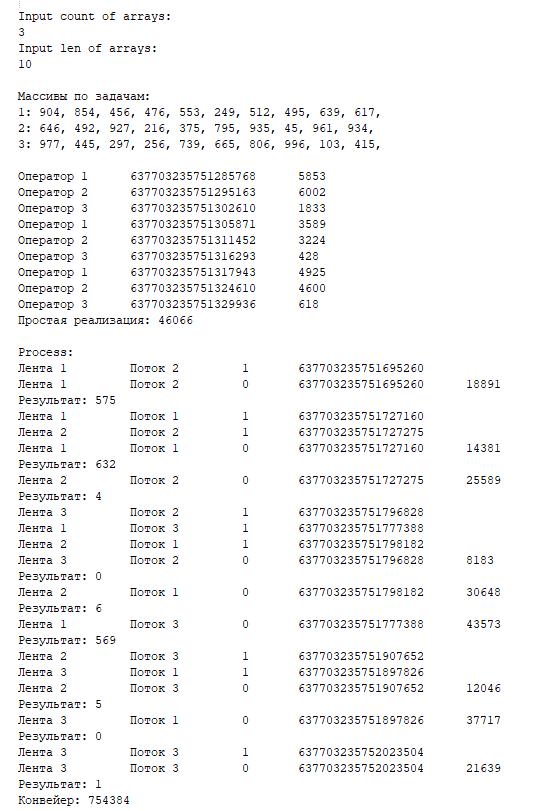 Input count of arrays:
3
Input len of arrays:
10
Массивы по задачам:
1: 904, 854, 456, 476, 553, 249, 512, 495, 639, 617,
2: 646, 492, 927, 216, 375, 795, 935, 45, 961, 934,
3: 977, 445, 297, 256, 739, 665, 806, 996, 103, 415,
Оператор 1 637703235751285768 5853
Оператор 2 637703235751295163 6002
Оператор 3 637703235751302610 1833
Оператор 1 637703235751305871 3589
Оператор 2 637703235751311452 3224
Оператор 3 637703235751316293 428
Оператор 1 637703235751317943 4925
Оператор 2 637703235751324610 4600
Оператор 3 637703235751329936 618
Простая реализация: 46066
Process:
Лента 1 Поток 2 1 637703235751695260
Лента 1 Поток 2 0 637703235751695260 18891
Результат: 575
Лента 1 Поток 1 1 637703235751727160
Лента 2 Поток 2 1 637703235751727275
Лента 1 Поток 1 0 637703235751727160 14381
Результат: 632
Лента 2 Поток 2 0 637703235751727275 25589
Результат: 4
Лента 3 Поток 2 1 637703235751796828
Лента 1 Поток 3 1 637703235751777388
Лента 2 Поток 1 1 637703235751798182
Лента 3 Поток 2 0 637703235751796828 8183
Результат: 0
Лента 2 Поток 1 0 637703235751798182 30648
Результат: 6
Лента 1 Поток 3 0 637703235751777388 43573
Результат: 569
Лента 2 Поток 3 1 637703235751907652
Лента 3 Поток 1 1 637703235751897826
Лента 2 Поток 3 0 637703235751907652 12046
Результат: 5
Лента 3 Поток 1 0 637703235751897826 37717
Результат: 0
Лента 3 Поток 3 1 637703235752023504
Лента 3 Поток 3 0 637703235752023504 21639
Результат: 1
Конвейер: 754384